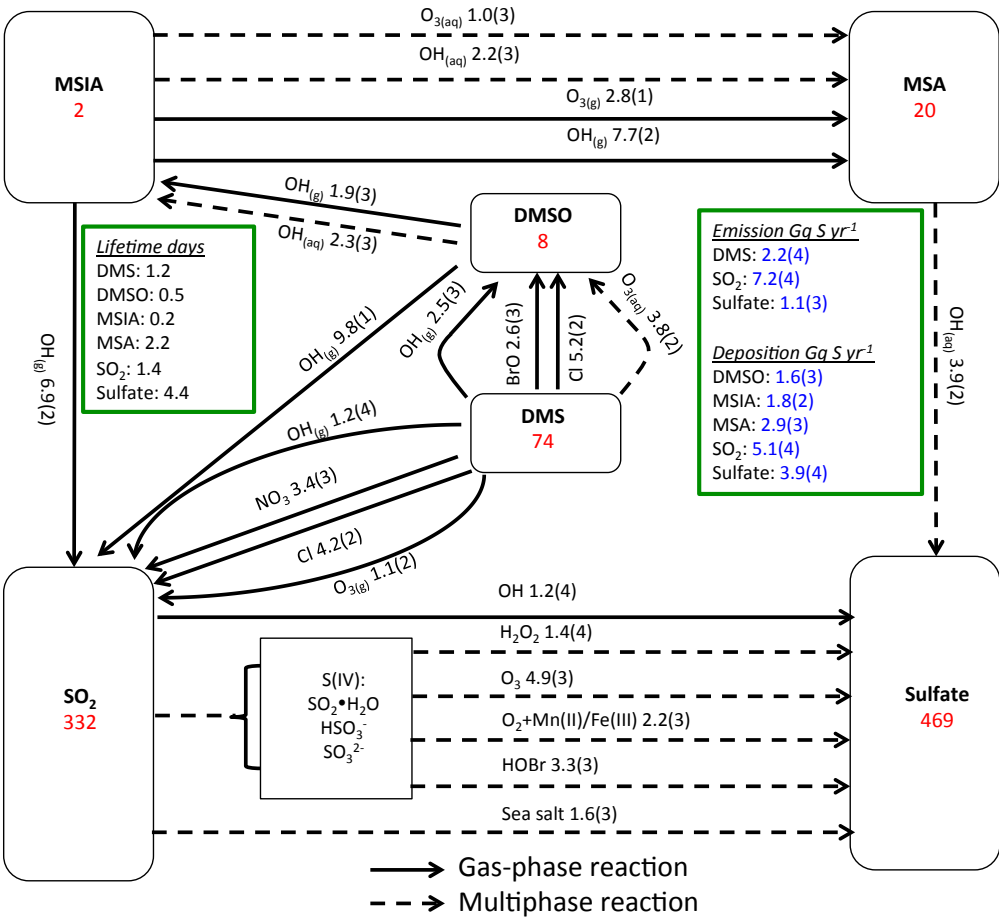 O3(aq) 1.0(3)
OH(aq) 2.2(3)
MSIA
2
MSA
20
O3(g) 2.8(1)
OH(g) 7.7(2)
OH(g) 1.9(3)
OH(aq) 2.3(3)
DMSO
8
Lifetime days
DMS: 1.2
DMSO: 0.5
MSIA: 0.2
MSA: 2.2
SO2: 1.4
Sulfate: 4.4
Emission Gq S yr-1
DMS: 2.2(4)
SO2: 7.2(4)
Sulfate: 1.1(3)
Deposition Gq S yr-1
DMSO: 1.6(3)
MSIA: 1.8(2)
MSA: 2.9(3)
SO2: 5.1(4)
Sulfate: 3.9(4)
OH(g) 6.9(2)
OH(g) 9.8(1)
OH(g) 2.5(3)
BrO 2.6(3)
Cl 5.2(2)
O3(aq) 3.8(2)
OH(aq) 3.9(2)
DMS
74
OH(g) 1.2(4)
NO3 3.4(3)
Cl 4.2(2)
O3(g) 1.1(2)
SO2
332
OH 1.2(4)
H2O2 1.4(4)
S(IV):
SO2•H2O
HSO3-
SO32-
O3 4.9(3)
O2+Mn(II)/Fe(III) 2.2(3)
HOBr 3.3(3)
Sea salt 1.6(3)
Sulfate
469
Gas-phase reaction
Multiphase reaction